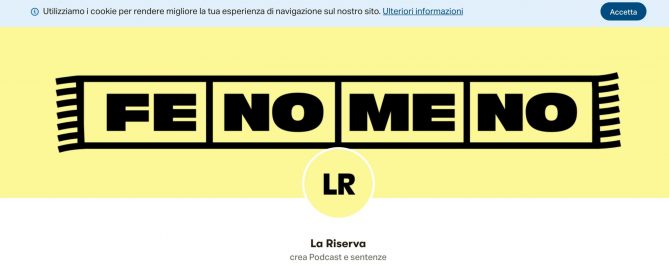 Utilizziamo i cookie per rendere migliore la tua esperienza di navigazione sul nostro sito. Ulteriori informazioni
Accetta
FE NO ME NO
LR
La Riserva
crea Podcast e sentenze